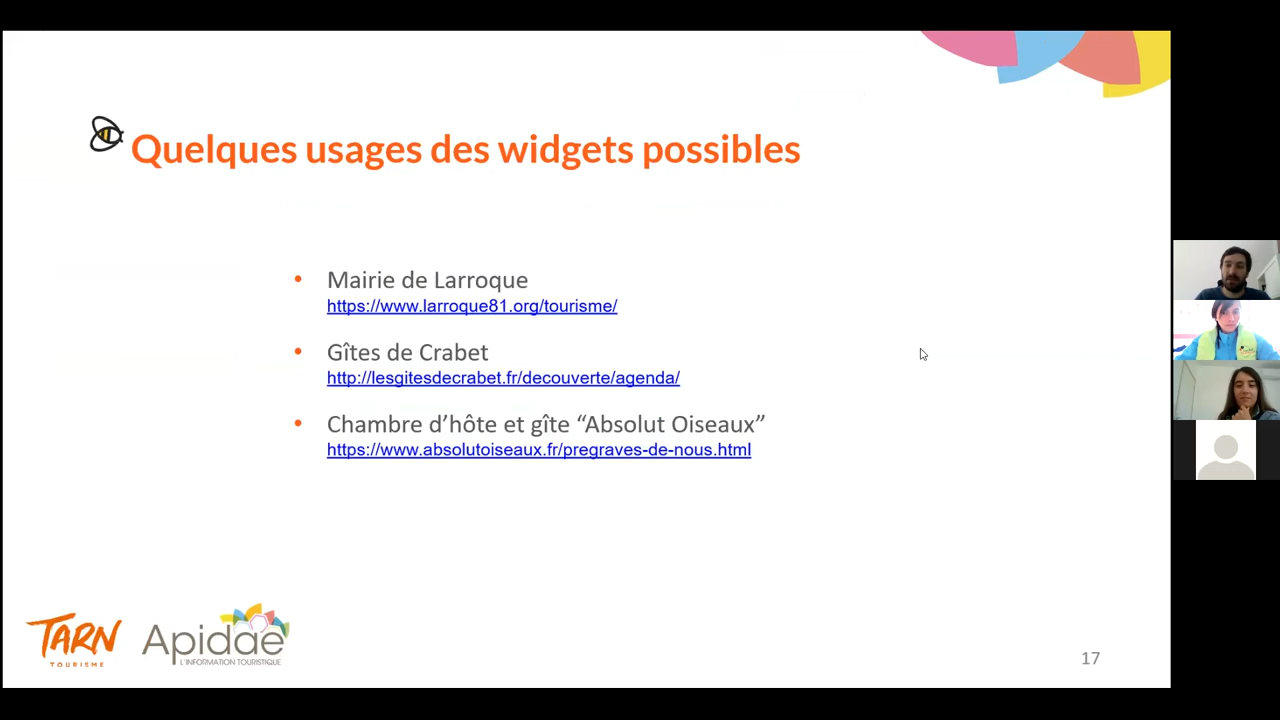 Quelques usages des widgets possibles
• Mairie de Larroque
https://www.larroque81.org/tourisme/
• Gîtes de Crabet
http://lesgitesdecrabet.fr/decouverte/agenda/
• Chambre d’hôte et gîte “Absolut Oiseaux”
https://www.absolutoiseaux.fr/pregraves-de-nous.html
TARN
TOURISME
Apidae
L'INFORMATION TOURISTIQUE
17